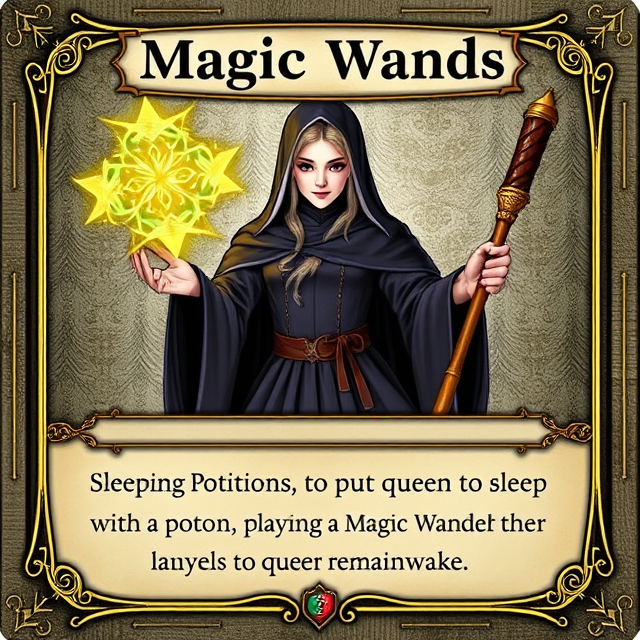 Magic Wands
Sleeping Potitions, to put queen to sleep
with a poton, playing a Magic Wandet ther
lanyels to queer remainwake.